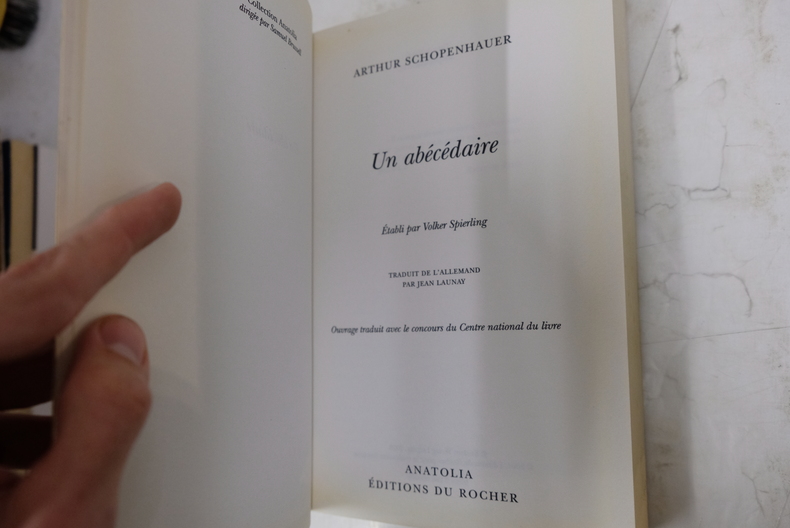 Collection Anatolia
dirigée par Samuel Brussell
ARTHUR SCHOPENHAUER
Un abécédaire
Établi par Volker Spierling
TRADUIT DE L'ALLEMAND
PAR JEAN LAUNAY
Ouvrage traduit avec le concours du Centre national du livre
ANATOLIA
ÉDITIONS DU ROCHER